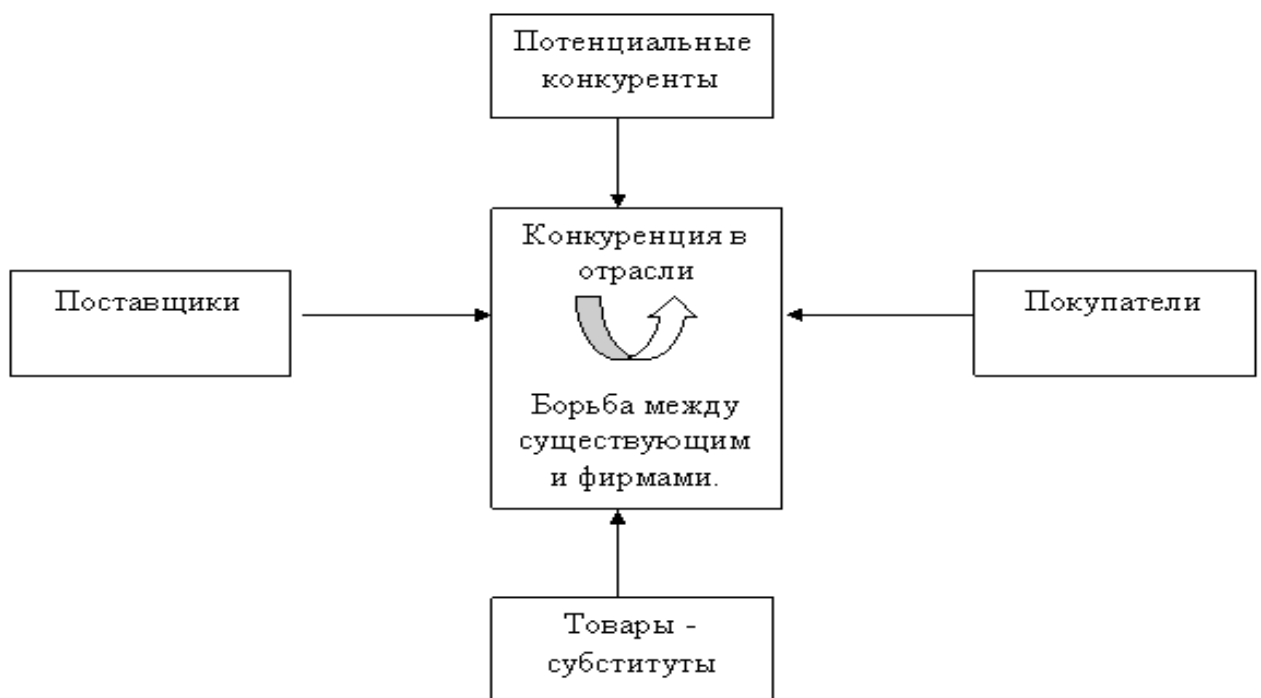 Потенциальные
конкуренты
Конкуренция в
отрасли
Поставщики
Покупатели
Борьба между
существующим
и фирмами.
Товары -
субституты